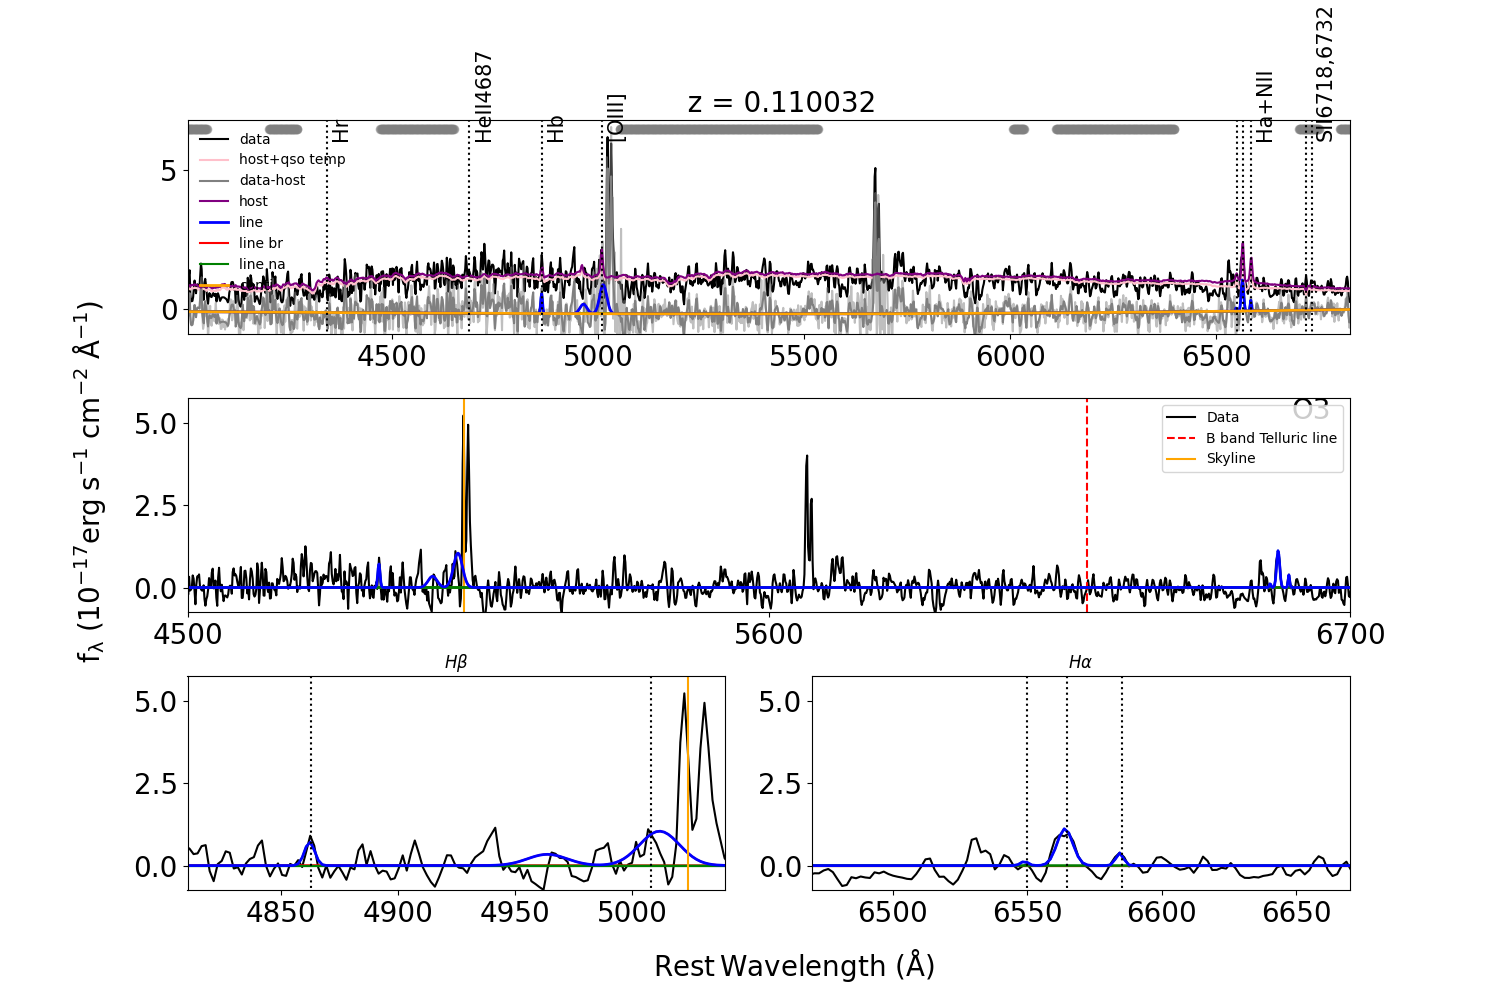 z = 0.110032
Hr
HeII4687
Hb
[OIII]
Ha+NII
SII6718,6732
data
host+qso temp
data-host
host
line
line br
line na
5
0
4500
5000
5500
6000
6500
fλ (10⁻¹⁷erg s⁻¹ cm⁻² Å⁻¹)
O3
Data
B band Telluric line
Skyline
5.0
2.5
0.0
4500
5600
6700
Hβ
5.0
2.5
0.0
4850
4900
4950
5000
Hα
5.0
2.5
0.0
6500
6550
6600
6650
Rest Wavelength (Å)